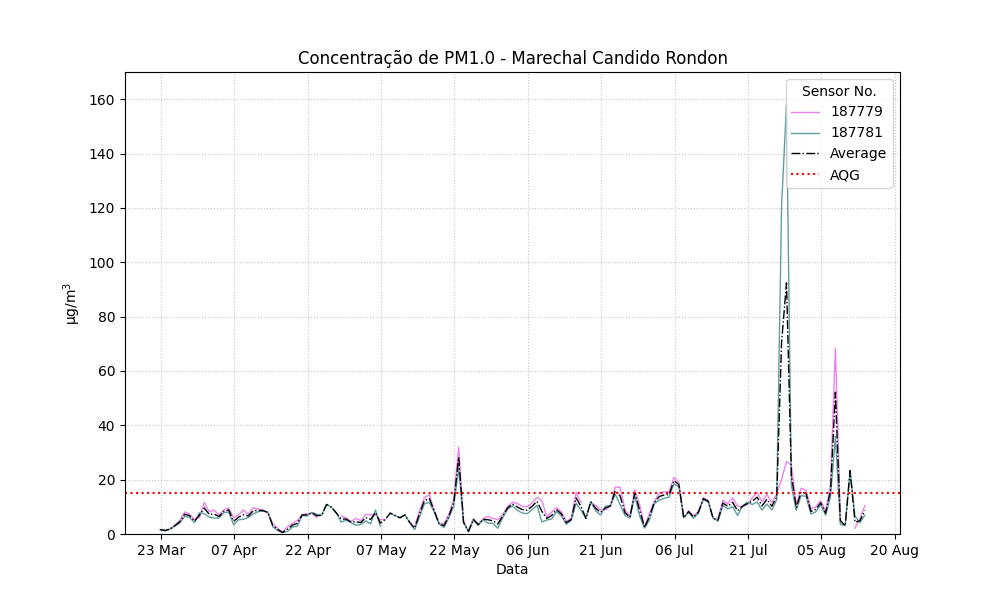 Concentração de PM1.0 - Marechal Candido Rondon
Sensor No.
187779
187781
Average
AQG
160
140
120
100
80
60
40
20
0
µg/m³
23 Mar 07 Apr 22 Apr 07 May 22 May 06 Jun 21 Jun 06 Jul 21 Jul 05 Aug 20 Aug
Data